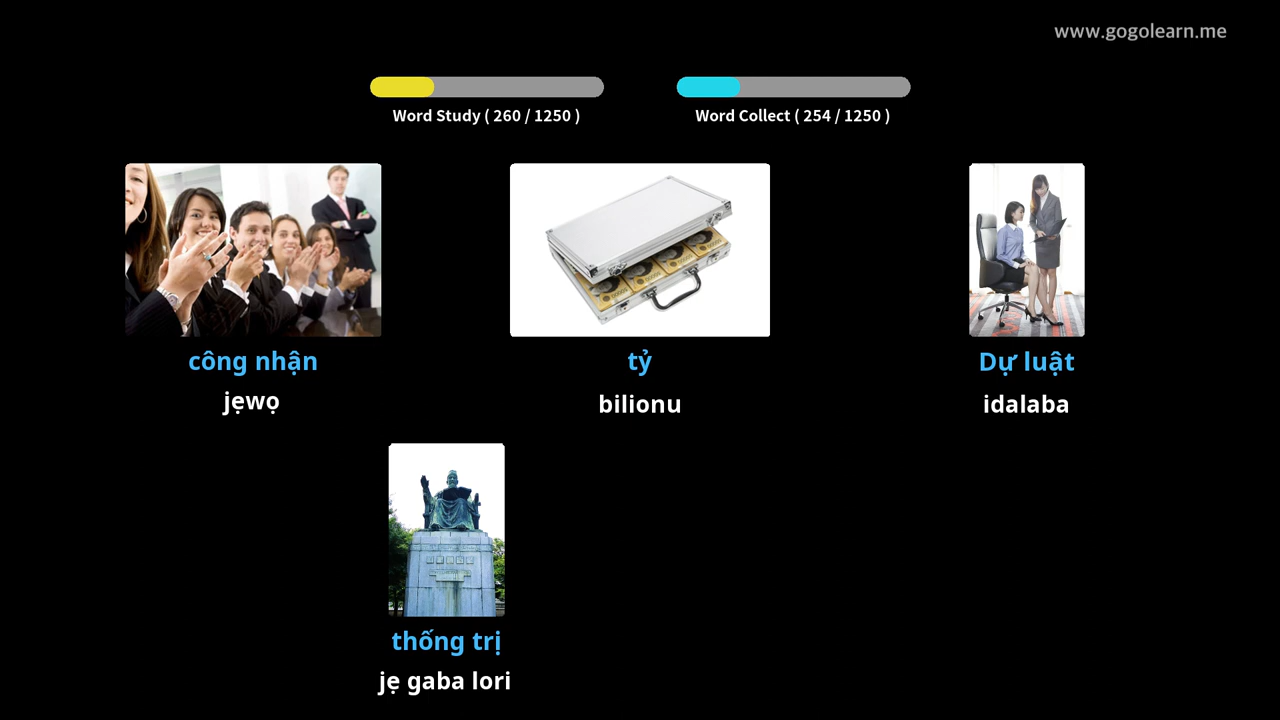 www.gogolearn.me
Word Study ( 260 / 1250 )
Word Collect ( 254 / 1250 )
công nhận
jẹwọ
tỷ
bilionu
Dự luật
idalaba
thống trị
jẹ gaba lori